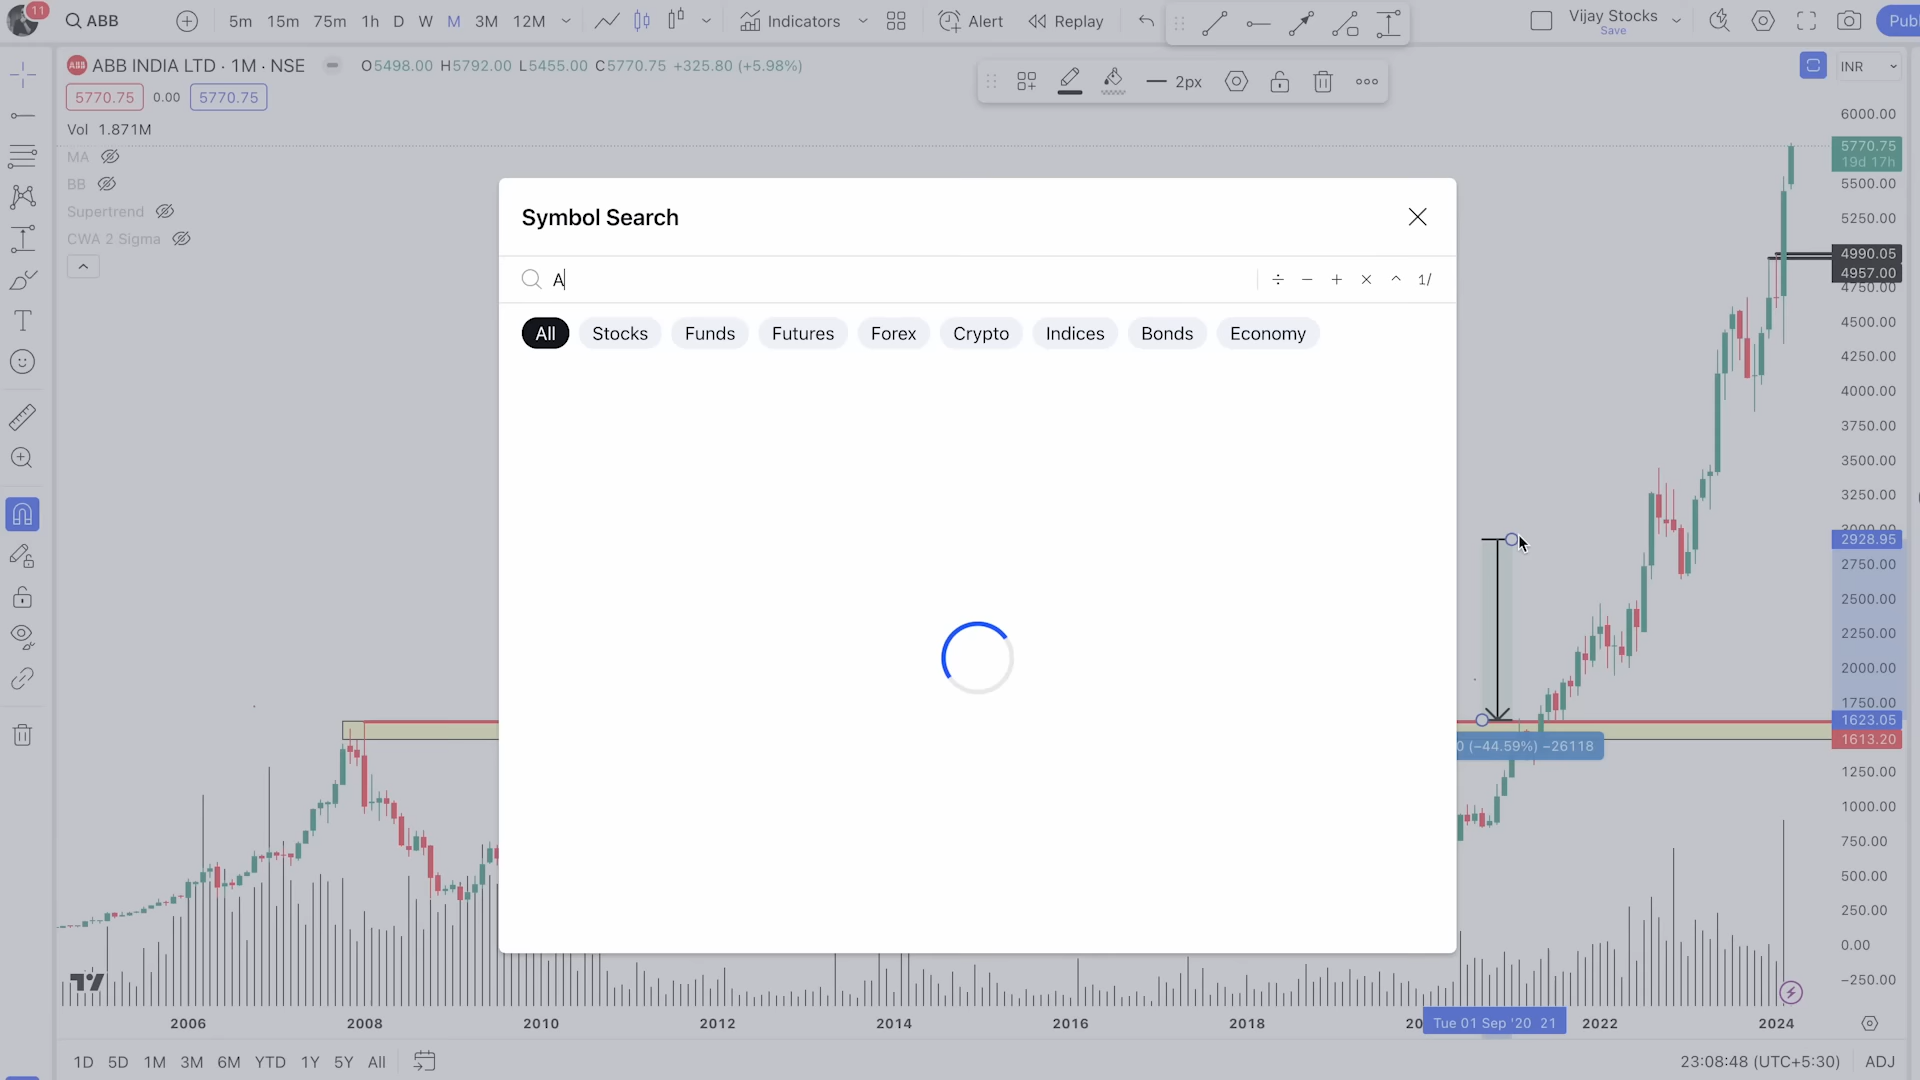 11
ABB
5m 15m 75m 1h D W M 3M 12M
Indicators
Alert
Replay
Vijay Stocks
Save
Publ
ABB INDIA LTD · 1M · NSE
O5498.00 H5792.00 L5455.00 C5770.75 +325.80 (+5.98%)
2px
INR
5770.75 0.00 5770.75
Vol 1.871M
MA
BB
Supertrend
CWA 2 Sigma
Symbol Search
A
÷ − + × ^ 1/
All Stocks Funds Futures Forex Crypto Indices Bonds Economy
6000.00
5770.75
19d 17h
5500.00
5250.00
4990.05
4957.00
4750.00
4500.00
4250.00
4000.00
3750.00
3500.00
3250.00
3000.00
2928.95
2750.00
2500.00
2250.00
2000.00
1750.00
1623.05
1613.20
0 (−44.59%) −26118
1250.00
1000.00
750.00
500.00
250.00
0.00
−250.00
2006 2008 2010 2012 2014 2016 2018 20 Tue 01 Sep '20 21 2022 2024
1D 5D 1M 3M 6M YTD 1Y 5Y All
23:08:48 (UTC+5:30) ADJ